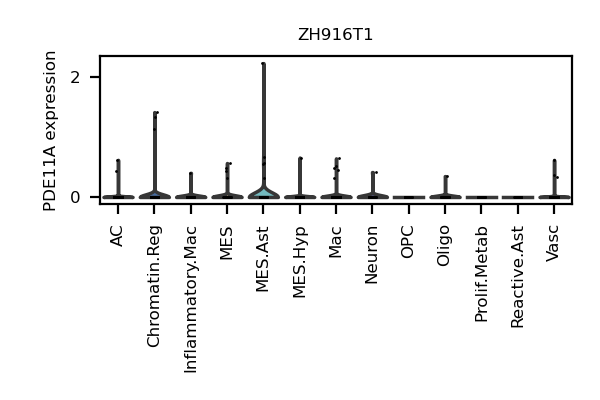 ZH916T1
PDE11A expression
2
0
AC
Chromatin.Reg
Inflammatory.Mac
MES
MES.Ast
MES.Hyp
Mac
Neuron
OPC
Oligo
Prolif.Metab
Reactive.Ast
Vasc